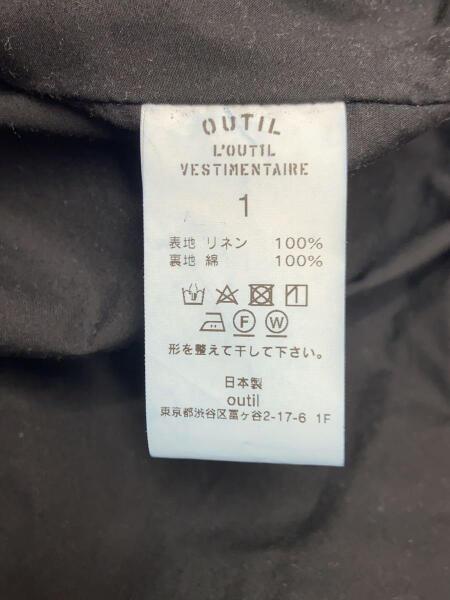 OUTIL
L'OUTIL
VESTIMENTAIRE
1
表地 リネン 100%
裏地 綿 100%
F W
形を整えて干して下さい。
日本製
outil
東京都渋谷区富ヶ谷2-17-6 1F